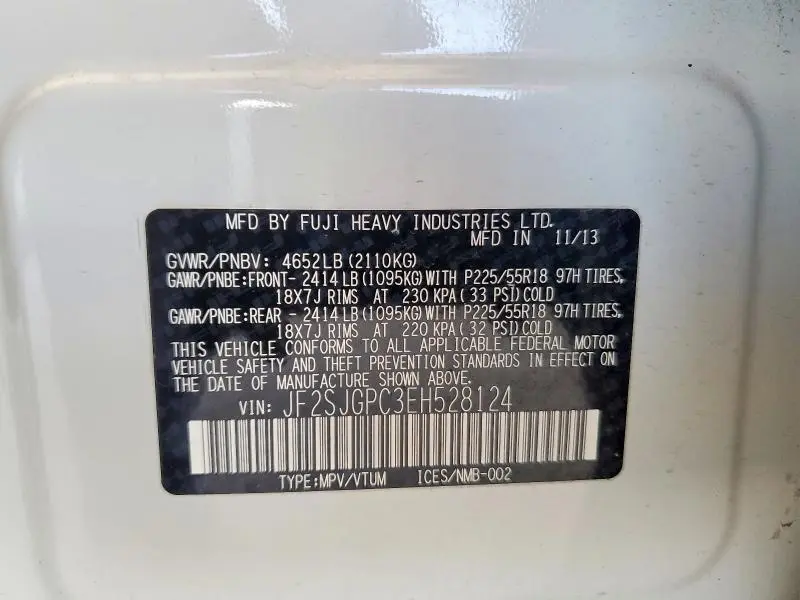 MFD BY FUJI HEAVY INDUSTRIES LTD.
MFD IN 11/13
GVWR/PNBV: 4652LB(2110KG)
GAWR/PNBE:FRONT- 2414LB(1095KG)WITH P225/55R18 97H TIRES,
18X7J RIMS AT 230 KPA(33 PSI)COLD
GAWR/PNBE:REAR - 2414LB(1095KG)WITH P225/55R18 97H TIRES,
18X7J RIMS AT 220 KPA(32 PSI)COLD
THIS VEHICLE CONFORMS TO ALL APPLICABLE FEDERAL MOTOR
VEHICLE SAFETY AND THEFT PREVENTION STANDARDS IN EFFECT ON
THE DATE OF MANUFACTURE SHOWN ABOVE.
VIN: JF2SJGPC3EH528124
TYPE:MPV/VTUM ICES/NMB-002